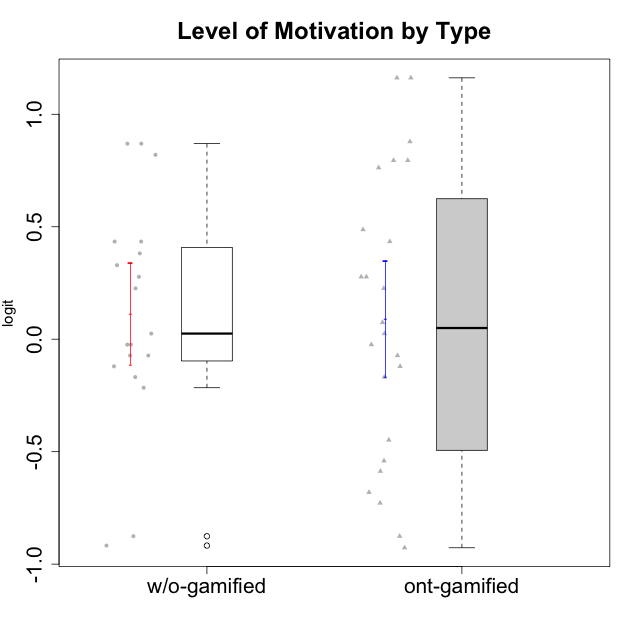 Level of Motivation by Type
logit
1.0
0.5
0.0
-0.5
-1.0
w/o-gamified
ont-gamified